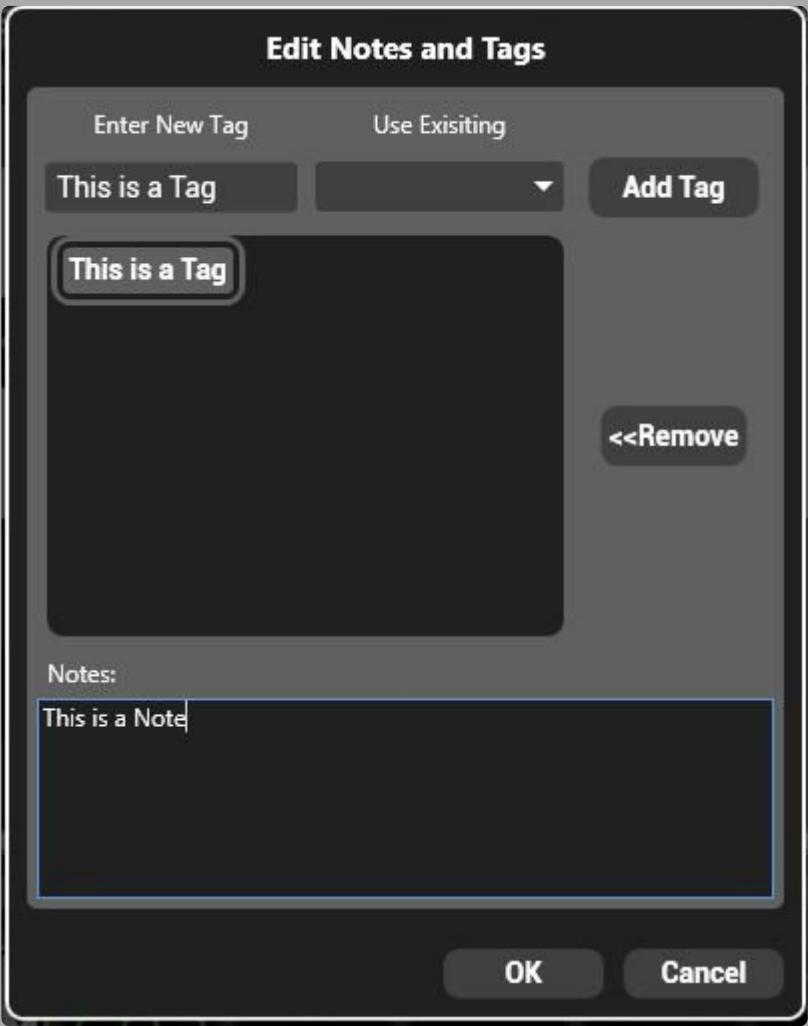 Edit Notes and Tags
Enter New Tag Use Exisiting
This is a Tag Add Tag
This is a Tag
<<Remove
Notes:
This is a Note
OK Cancel